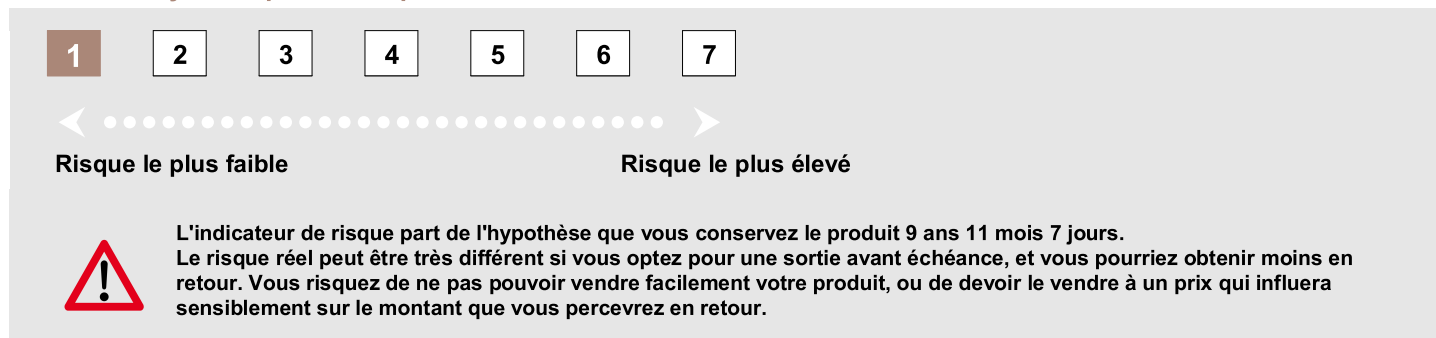 1 2 3 4 5 6 7
Risque le plus faible Risque le plus élevé
L'indicateur de risque part de l'hypothèse que vous conservez le produit 9 ans 11 mois 7 jours.
Le risque réel peut être très différent si vous optez pour une sortie avant échéance, et vous pourriez obtenir moins en
retour. Vous risquez de ne pas pouvoir vendre facilement votre produit, ou de devoir le vendre à un prix qui influera
sensiblement sur le montant que vous percevrez en retour.